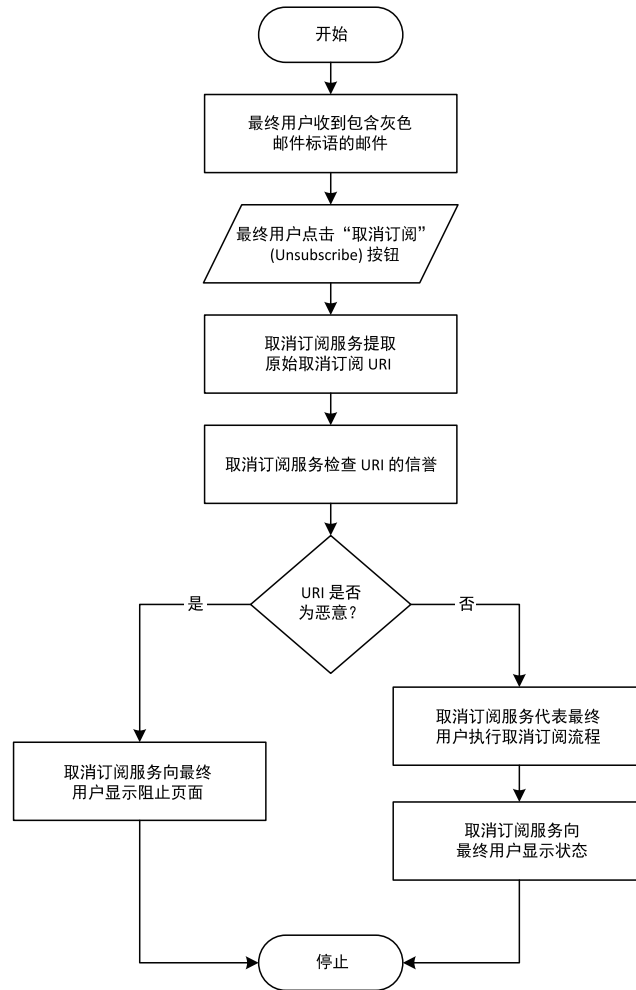 开始
最终用户收到包含灰色
邮件标语的邮件
最终用户点击“取消订阅”
(Unsubscribe) 按钮
取消订阅服务提取
原始取消订阅 URI
取消订阅服务检查 URI 的信誉
URI 是否
为恶意？
是
否
取消订阅服务代表最终
用户执行取消订阅流程
取消订阅服务向最终
用户显示阻止页面
取消订阅服务向
最终用户显示状态
停止